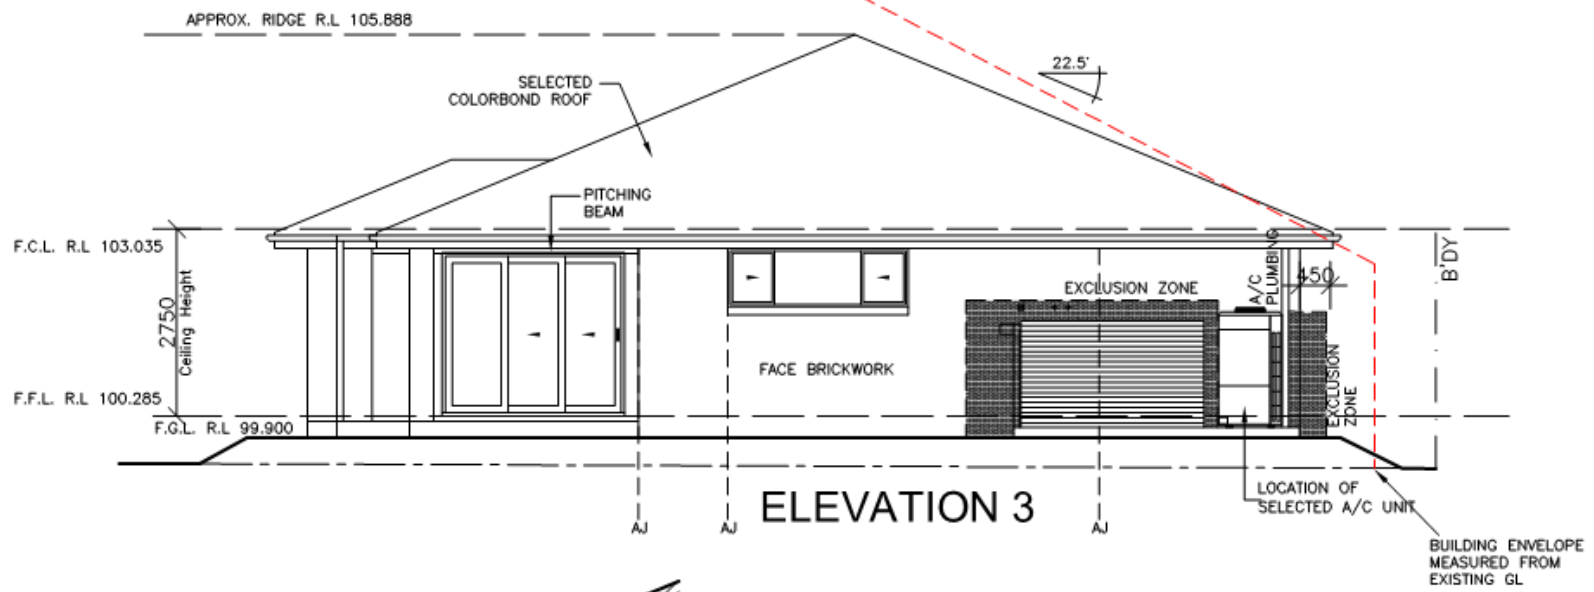 APPROX. RIDGE R.L 105.888
22.5'
SELECTED
COLORBOND ROOF
PITCHING
BEAM
F.C.L. R.L 103.035
2750
Ceiling Height
A/C
PLUMBING
450
B'DY
EXCLUSION ZONE
FACE BRICKWORK
EXCLUSION
ZONE
F.F.L. R.L 100.285
F.G.L. R.L 99.900
ELEVATION 3
LOCATION OF
SELECTED A/C UNIT
AJ
AJ
AJ
BUILDING ENVELOPE
MEASURED FROM
EXISTING GL